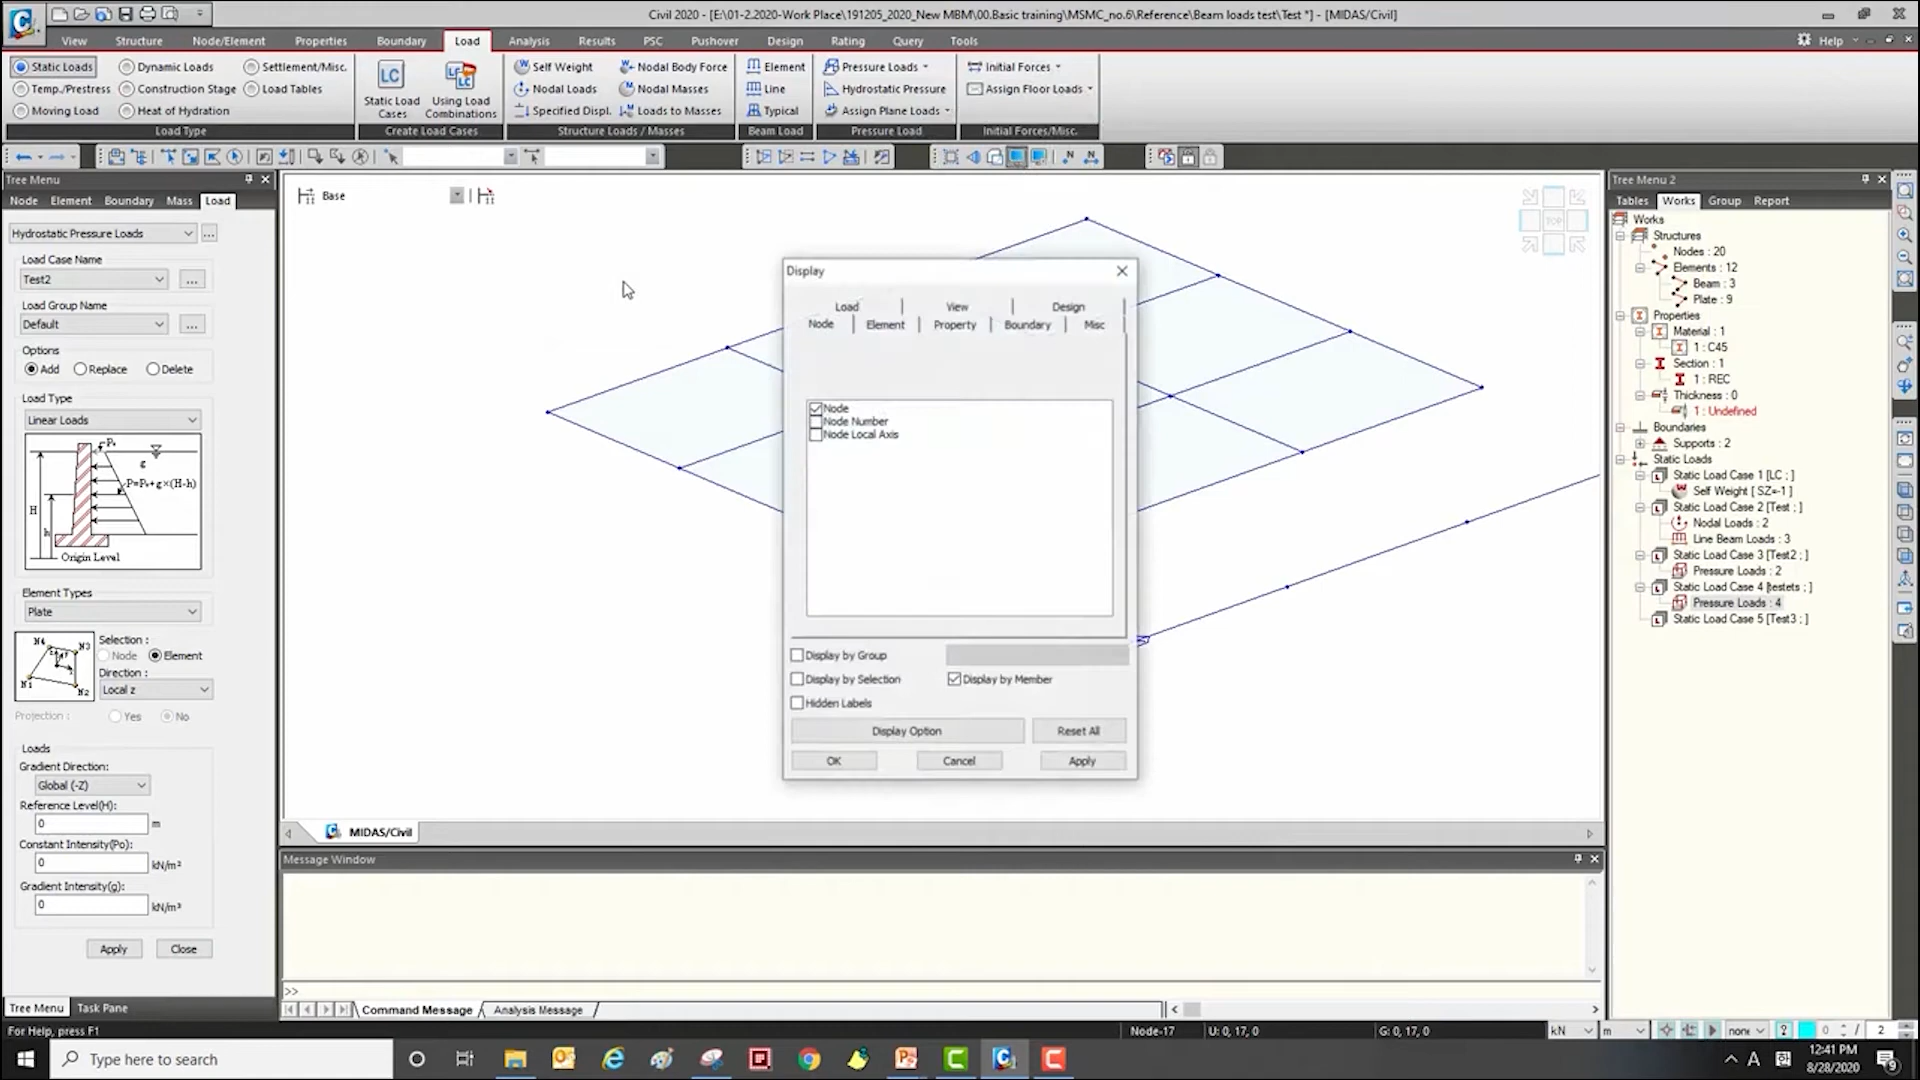 Civil 2020 - [E:\01-2.2020-Work Place\191205_2020_New MBM\00.Basic training\MSMC_no.6\Reference\Beam loads test\Test *] - [MIDAS/Civil]
View Structure Node/Element Properties Boundary Load Analysis Results PSC Pushover Design Rating Query Tools Help
Static Loads Dynamic Loads Settlement/Misc.
Temp./Prestress Construction Stage Load Tables
Moving Load Heat of Hydration
Load Type
LC
Static Load Cases
Using Load Combinations
Create Load Cases
Self Weight Nodal Body Force
Nodal Loads Nodal Masses
Specified Displ. Loads to Masses
Structure Loads / Masses
Element
Line
Typical
Beam Load
Pressure Loads
Hydrostatic Pressure
Assign Plane Loads
Pressure Load
Initial Forces
Assign Floor Loads
Initial Forces/Misc.
Tree Menu
Node Element Boundary Mass Load
Hydrostatic Pressure Loads
...
Load Case Name
Test2
...
Load Group Name
Default
...
Options
Add Replace Delete
Load Type
Linear Loads
P=P₀+g×(H-h)
H
Origin Level
Element Types
Plate
N4
N3
N1
N2
Selection :
Node Element
Direction :
Local z
Projection : Yes No
Loads
Gradient Direction:
Global (-Z)
Reference Level(H):
0 m
Constant Intensity(Po):
0 kN/m²
Gradient Intensity(g):
0 kN/m³
Apply Close
Tree Menu Task Pane
Base
TOP
Display
Load View Design
Node Element Property Boundary Misc
Node
Node Number
Node Local Axis
Display by Group
Display by Selection Display by Member
Hidden Labels
Display Option Reset All
OK Cancel Apply
MIDAS/Civil
Message Window
>>
Command Message Analysis Message
Tree Menu 2
Tables Works Group Report
Works
Structures
Nodes : 20
Elements : 12
Beam : 3
Plate : 9
Properties
Material : 1
1 : C45
Section : 1
1 : REC
Thickness : 0
1 : Undefined
Boundaries
Supports : 2
Static Loads
Static Load Case 1 [LC ; ]
Self Weight [ SZ=-1 ]
Static Load Case 2 [Test ; ]
Nodal Loads : 2
Line Beam Loads : 3
Static Load Case 3 [Test2 ; ]
Pressure Loads : 2
Static Load Case 4 [testets ; ]
Pressure Loads : 4
Static Load Case 5 [Test3 ; ]
For Help, press F1
Node-17 U: 0, 17, 0 G: 0, 17, 0 kN m none ? 0 / 2
Type here to search
A
12:41 PM
8/28/2020